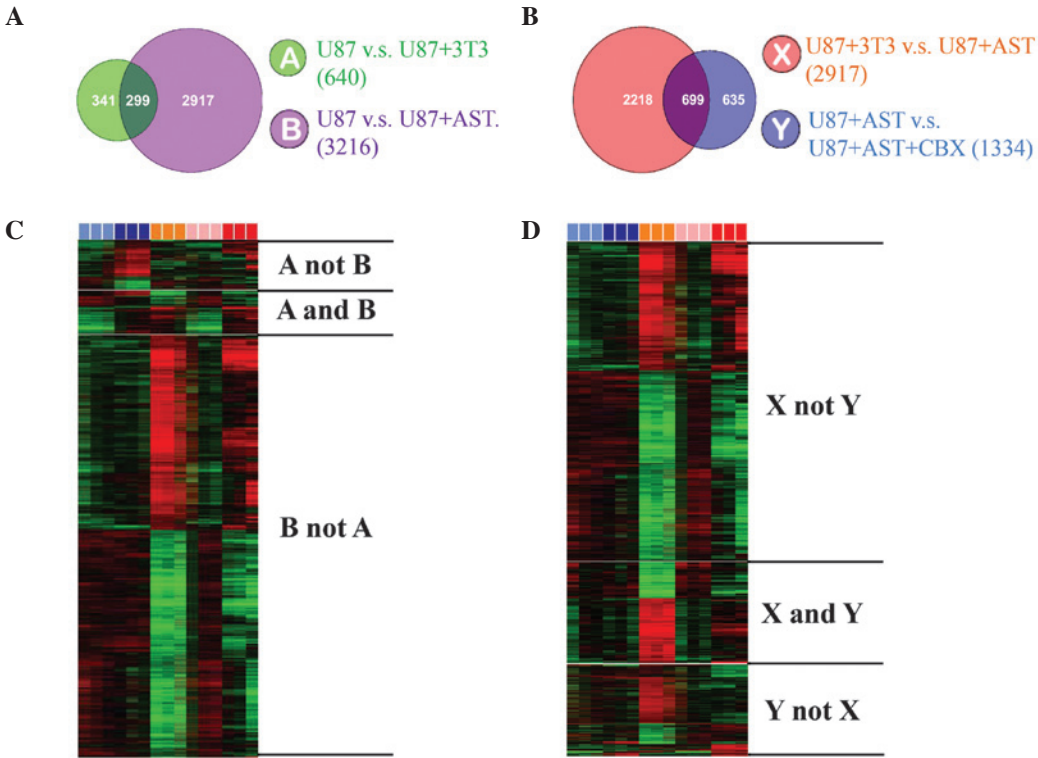 A
341
299
2917
A
U87 v.s. U87+3T3
(640)
B
U87 v.s. U87+AST.
(3216)
B
2218
699
635
X
U87+3T3 v.s. U87+AST
(2917)
Y
U87+AST v.s.
U87+AST+CBX (1334)
C
A not B
A and B
B not A
D
X not Y
X and Y
Y not X